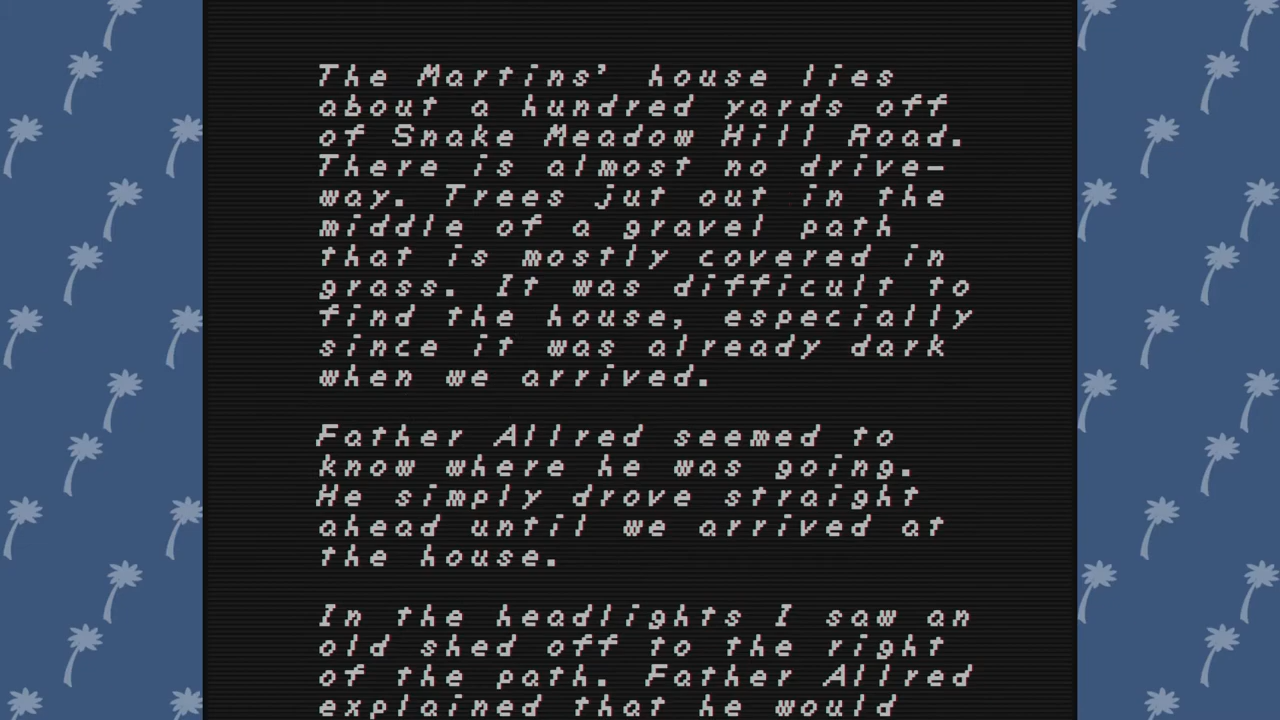 The Martins' house lies
about a hundred yards off
of Snake Meadow Hill Road.
There is almost no drive-
way. Trees jut out in the
middle of a gravel path
that is mostly covered in
grass. It was difficult to
find the house, especially
since it was already dark
when we arrived.
Father Allred seemed to
know where he was going.
He simply drove straight
ahead until we arrived at
the house.
In the headlights I saw an
old shed off to the right
of the path. Father Allred
explained that he would